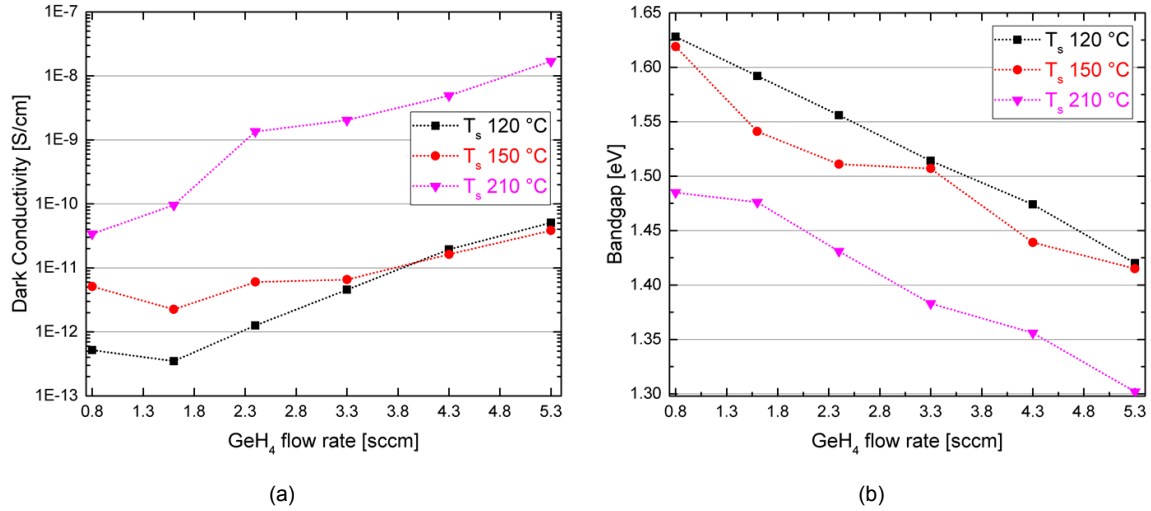 1E-7
1E-8
1E-9
1E-10
1E-11
1E-12
1E-13
Dark Conductivity [S/cm]
Tₛ 120 °C
Tₛ 150 °C
Tₛ 210 °C
0.8 1.3 1.8 2.3 2.8 3.3 3.8 4.3 4.8 5.3
GeH₄ flow rate [sccm]
(a)
1.65
1.60
1.55
1.50
1.45
1.40
1.35
1.30
Bandgap [eV]
Tₛ 120 °C
Tₛ 150 °C
Tₛ 210 °C
0.8 1.3 1.8 2.3 2.8 3.3 3.8 4.3 4.8 5.3
GeH₄ flow rate [sccm]
(b)